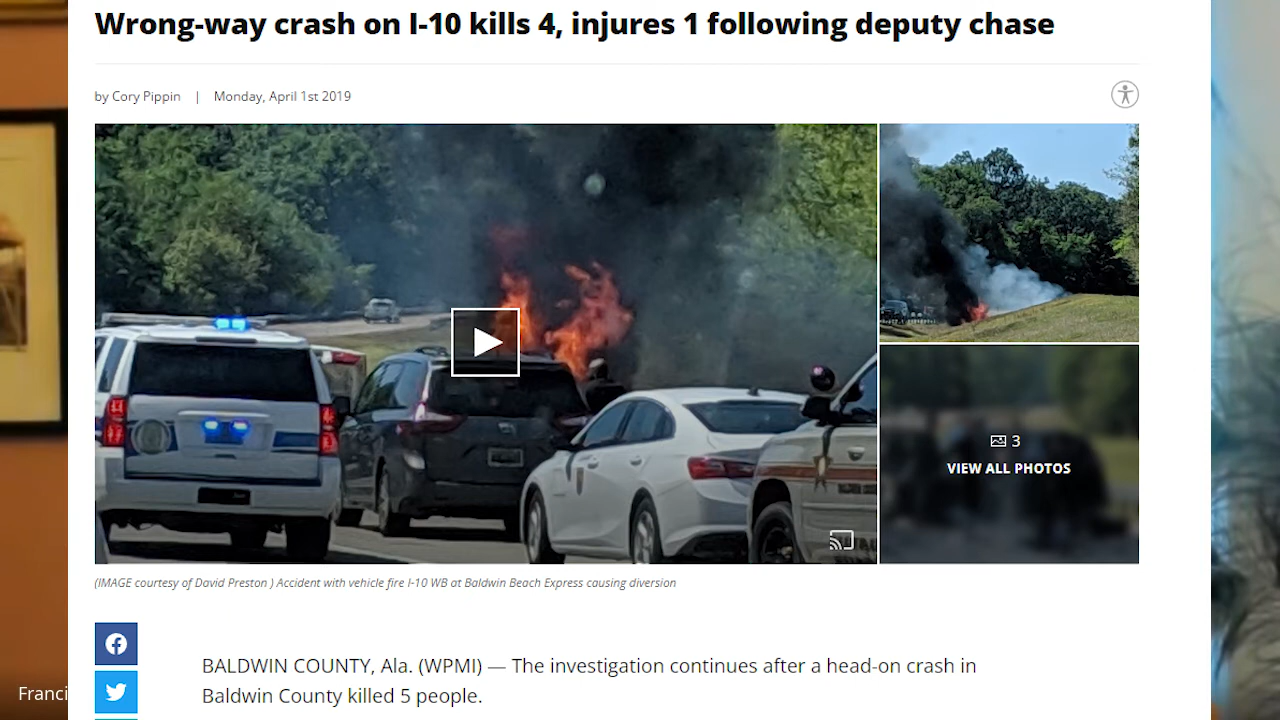 Wrong-way crash on I-10 kills 4, injures 1 following deputy chase
by Cory Pippin | Monday, April 1st 2019
3
VIEW ALL PHOTOS
(IMAGE courtesy of David Preston ) Accident with vehicle fire I-10 WB at Baldwin Beach Express causing diversion
BALDWIN COUNTY, Ala. (WPMI) — The investigation continues after a head-on crash in
Baldwin County killed 5 people.
Franci